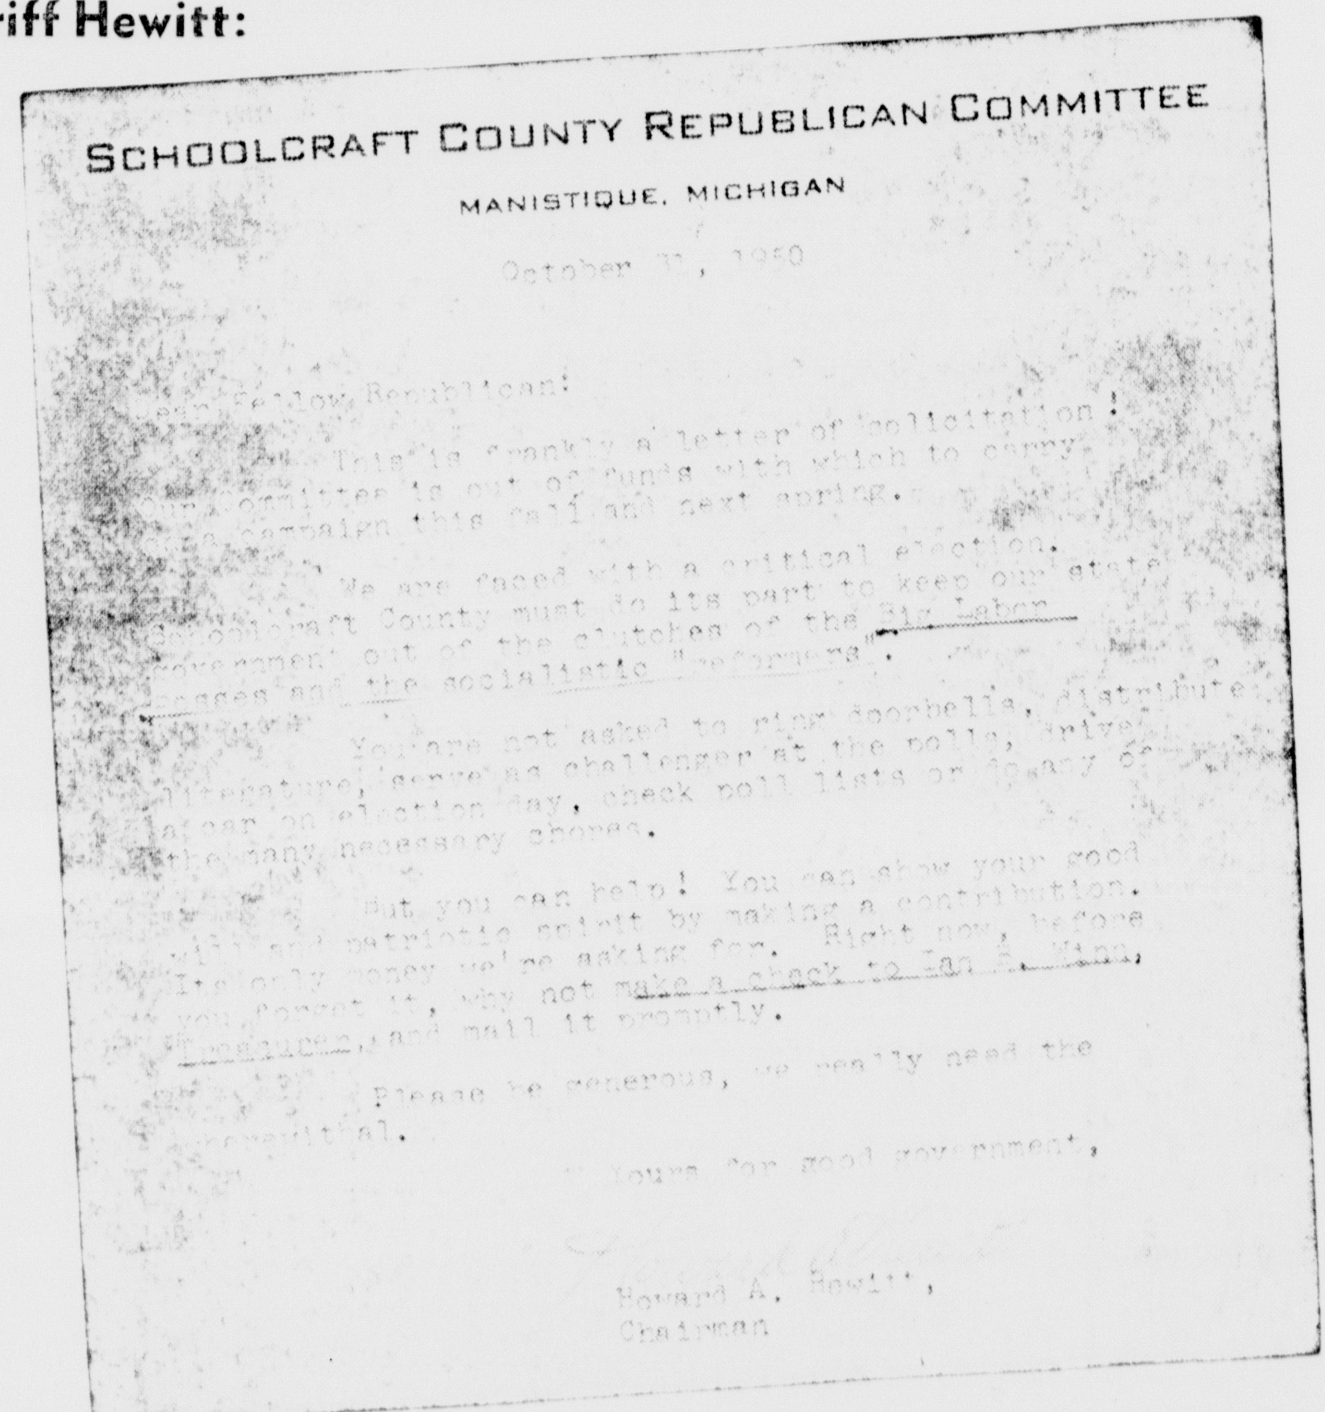 riff Hewitt:
SCHOOLCRAFT COUNTY REPUBLICAN COMMITTEE
MANISTIQUE, MICHIGAN
October 31, 1950
Dear Fellow Republican:
This is frankly a letter of solicitation!
Our committee is out of funds with which to carry
a campaign this fall and next spring.
We are faced with a critical election.
Schoolcraft County must do its part to keep our state
government out of the clutches of the Big Labor
bosses and the socialistic "reformers".
You are not asked to ring doorbells, distribute
literature, serve as challenger at the polls, drive
a car on election day, check poll lists or do any of
the many necessary chores.
But you can help! You can show your good
will and patriotic spirit by making a contribution.
Its only money we're asking for. Right now, before
you forget it, why not make a check to Ian Winn,
Treasurer, and mail it promptly.
Please be generous, we really need the
wherewithal.
Yours for good government,
Howard A. Hewitt,
Chairman